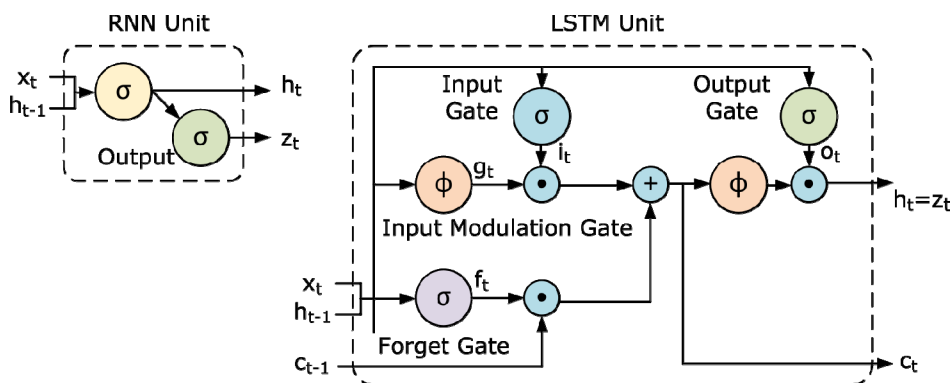 RNN Unit
xₜ
hₜ₋₁
σ
hₜ
σ
zₜ
Output
LSTM Unit
Input
Gate
σ
Output
Gate
σ
iₜ
oₜ
ϕ
gₜ
•
+
ϕ
•
hₜ=zₜ
Input Modulation Gate
xₜ
hₜ₋₁
σ
fₜ
•
Forget Gate
cₜ₋₁
cₜ